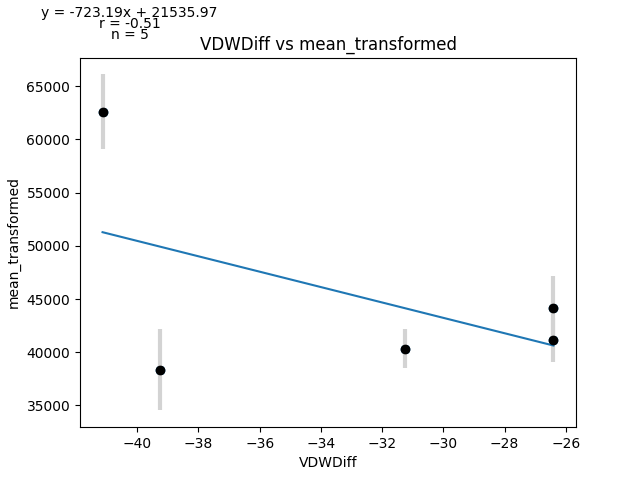 y = -723.19x + 21535.97
r = -0.51
n = 5
VDWDiff vs mean_transformed
65000
60000
55000
50000
45000
40000
35000
mean_transformed
−40
−38
−36
−34
−32
−30
−28
−26
VDWDiff